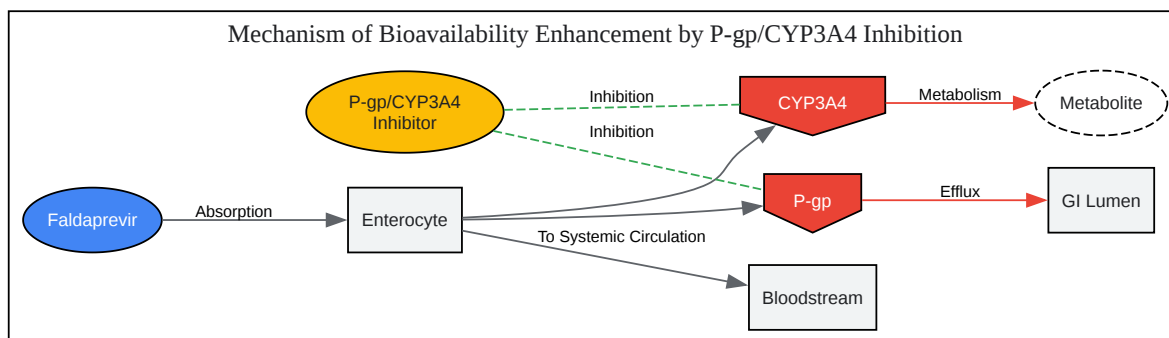 Mechanism of Bioavailability Enhancement by P-gp/CYP3A4 Inhibition
P-gp/CYP3A4
Inhibitor
Inhibition
CYP3A4
Metabolism
Metabolite
Inhibition
Faldaprevir
Absorption
Enterocyte
P-gp
Efflux
GI Lumen
To Systemic Circulation
Bloodstream